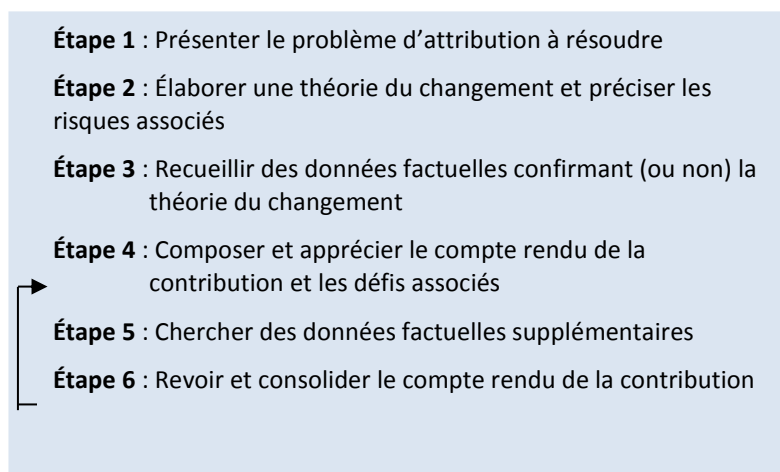 Étape 1 : Présenter le problème d’attribution à résoudre
Étape 2 : Élaborer une théorie du changement et préciser les
risques associés
Étape 3 : Recueillir des données factuelles confirmant (ou non) la
théorie du changement
Étape 4 : Composer et apprécier le compte rendu de la
contribution et les défis associés
Étape 5 : Chercher des données factuelles supplémentaires
Étape 6 : Revoir et consolider le compte rendu de la contribution